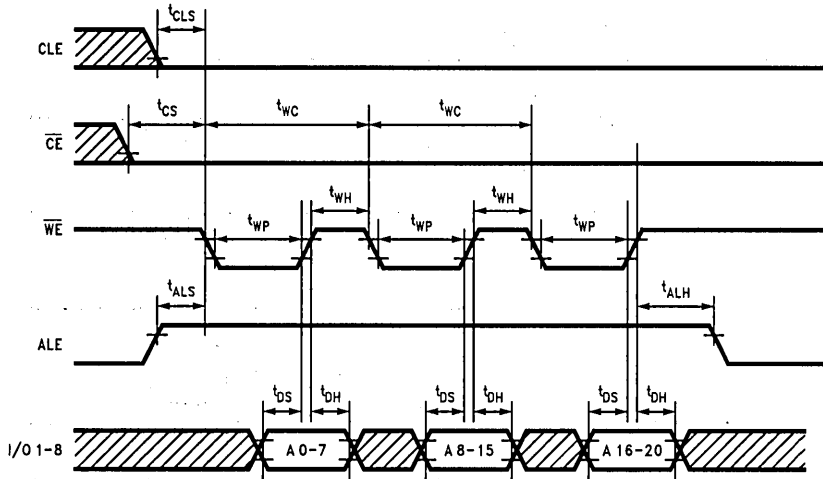 tCLS
CLE
tCS tWC tWC
CE
tWH tWH
WE tWP tWP tWP
tALS tALH
ALE
tDS tDH tDS tDH tDS tDH
I/O 1-8 A 0-7 A 8-15 A 16-20